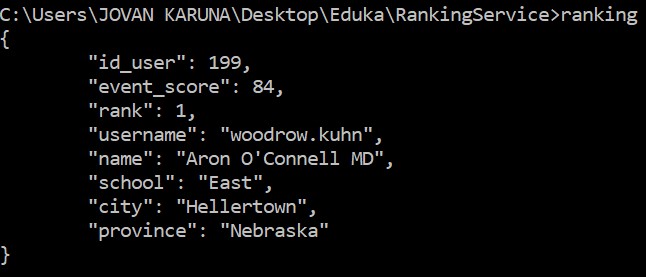 C:\Users\JOVAN KARUNA\Desktop\Eduka\RankingService>ranking
{
        "id_user": 199,
        "event_score": 84,
        "rank": 1,
        "username": "woodrow.kuhn",
        "name": "Aron O'Connell MD",
        "school": "East",
        "city": "Hellertown",
        "province": "Nebraska"
}